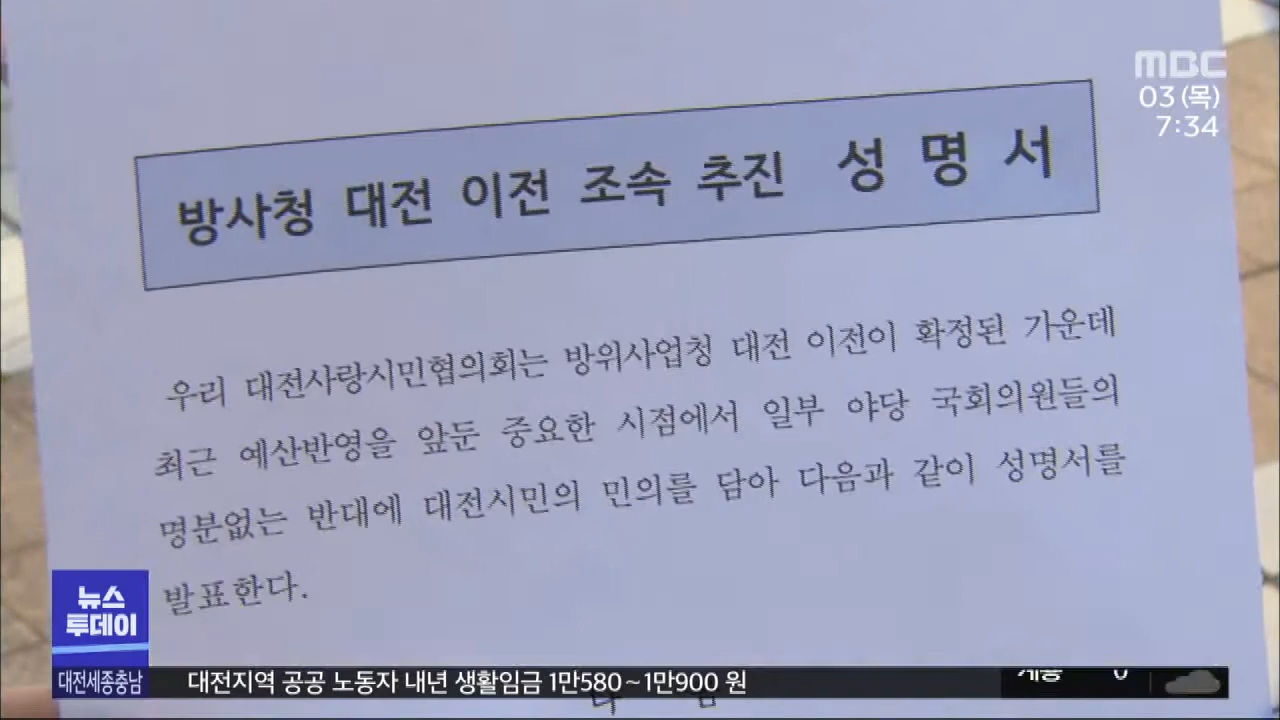 MBC
03 (목)
7:34
방사청 대전 이전 조속 추진 성 명 서
우리 대전사랑시민협의회는 방위사업청 대전 이전이 확정된 가운데
최근 예산반영을 앞둔 중요한 시점에서 일부 야당 국회의원들의
명분없는 반대에 대전시민의 민의를 담아 다음과 같이 성명서를
발표한다.
뉴스
투데이
대전세종충남
대전지역 공공 노동자 내년 생활임금 1만580~1만900 원